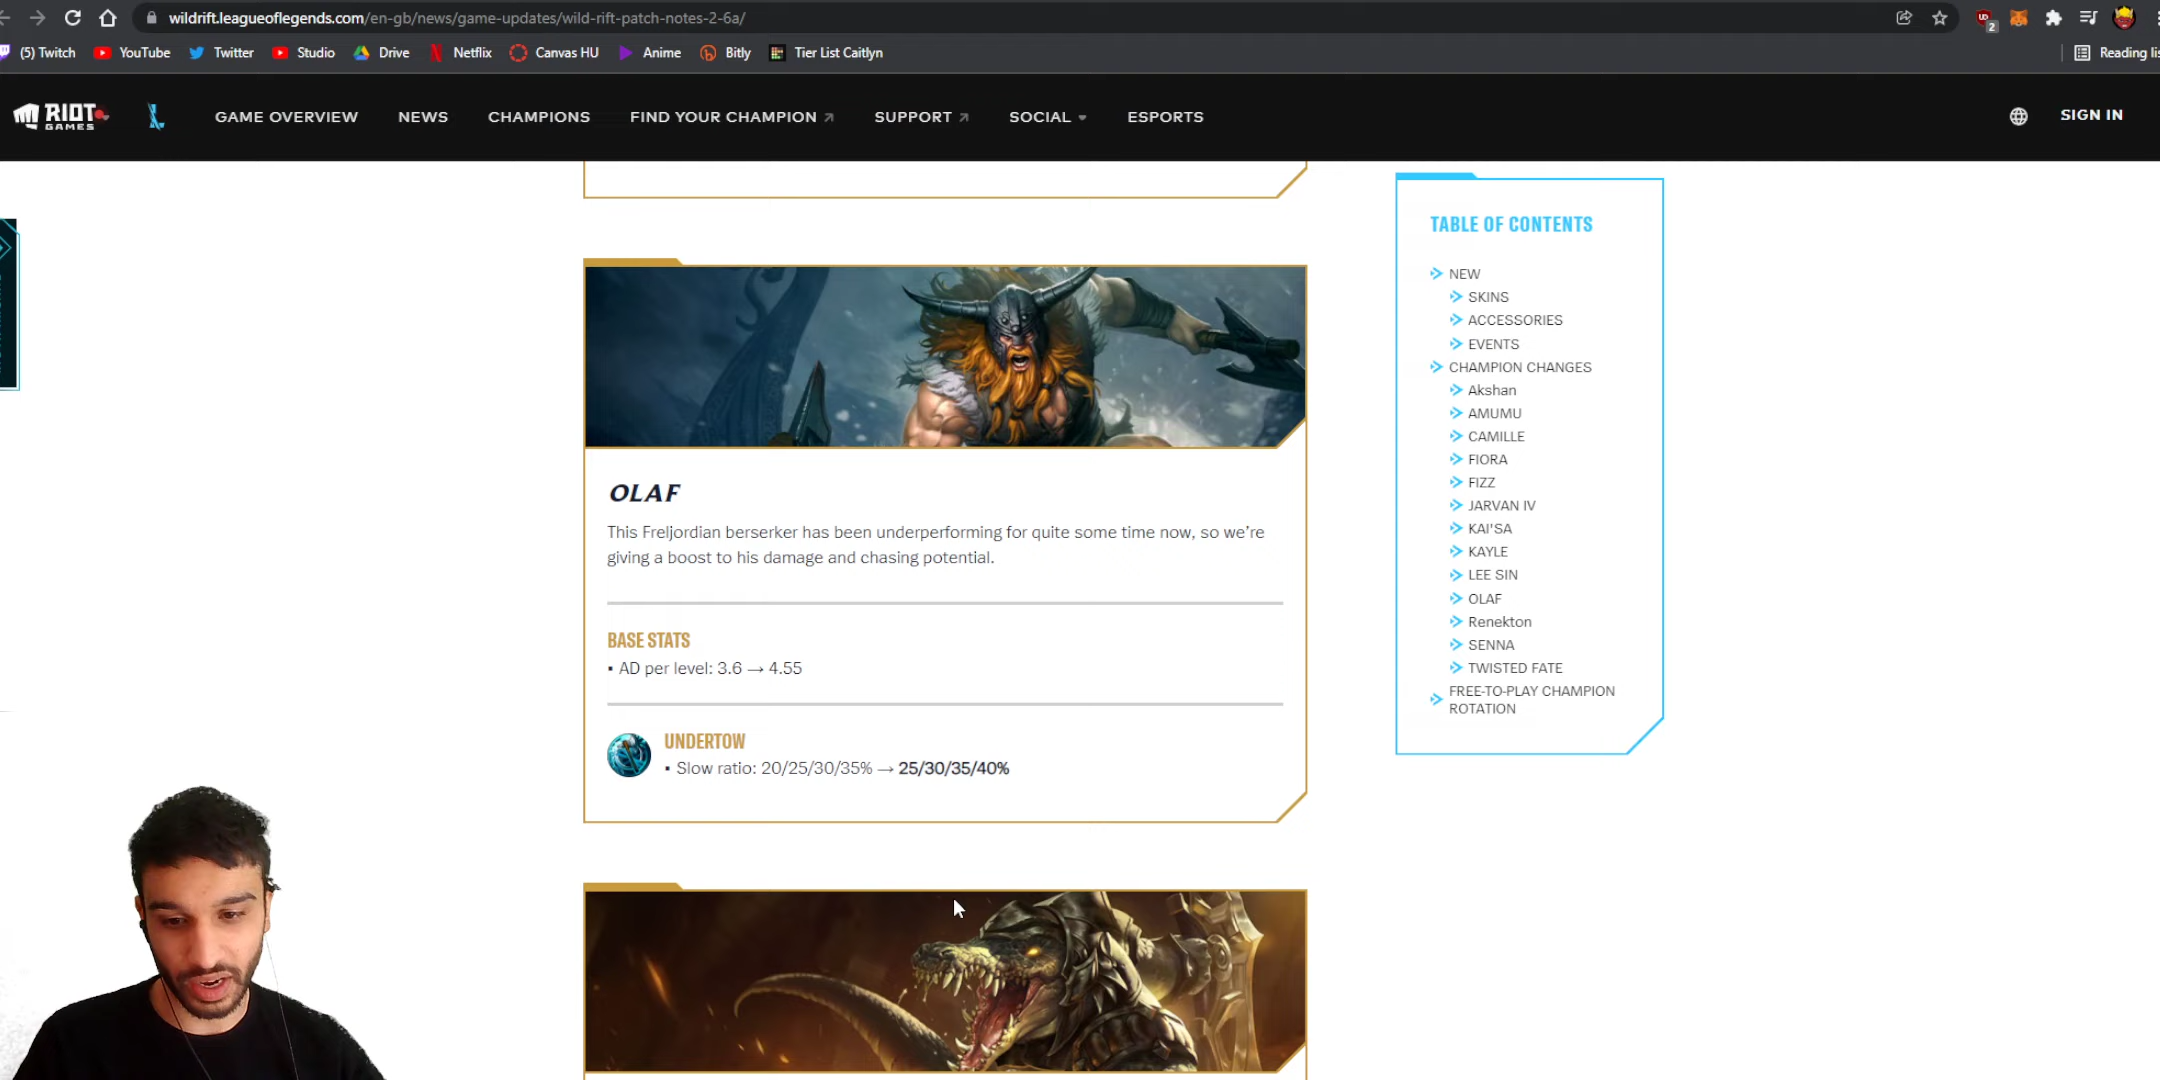 wildrift.leagueoflegends.com/en-gb/news/game-updates/wild-rift-patch-notes-2-6a/
UD
2
(5) Twitch
YouTube
Twitter
Studio
Drive
Netflix
Canvas HU
Anime
Bitly
Tier List Caitlyn
Reading lis
RIOT
GAMES
GAME OVERVIEW
NEWS
CHAMPIONS
FIND YOUR CHAMPION
SUPPORT
SOCIAL
ESPORTS
SIGN IN
OLAF
This Freljordian berserker has been underperforming for quite some time now, so we’re
giving a boost to his damage and chasing potential.
BASE STATS
• AD per level: 3.6 → 4.55
UNDERTOW
• Slow ratio: 20/25/30/35% → 25/30/35/40%
TABLE OF CONTENTS
NEW
SKINS
ACCESSORIES
EVENTS
CHAMPION CHANGES
Akshan
AMUMU
CAMILLE
FIORA
FIZZ
JARVAN IV
KAI'SA
KAYLE
LEE SIN
OLAF
Renekton
SENNA
TWISTED FATE
FREE-TO-PLAY CHAMPION
ROTATION